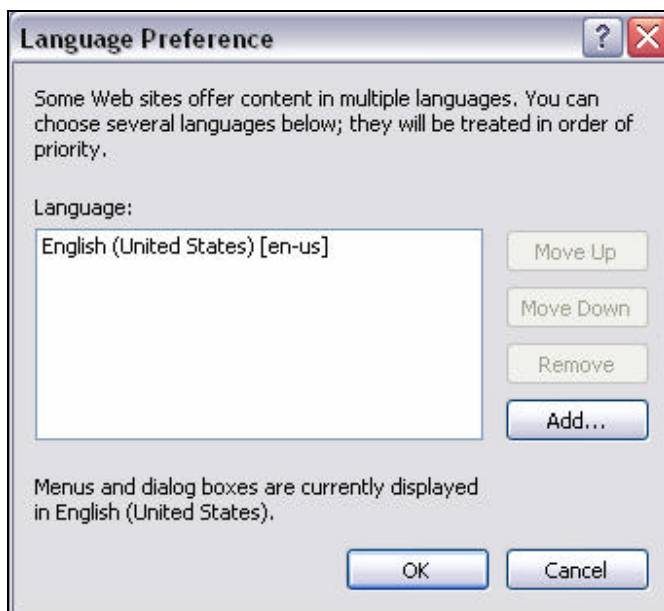 Language Preference
Some Web sites offer content in multiple languages. You can
choose several languages below; they will be treated in order of
priority.
Language:
English (United States) [en-us]
Move Up
Move Down
Remove
Add...
Menus and dialog boxes are currently displayed
in English (United States).
OK
Cancel